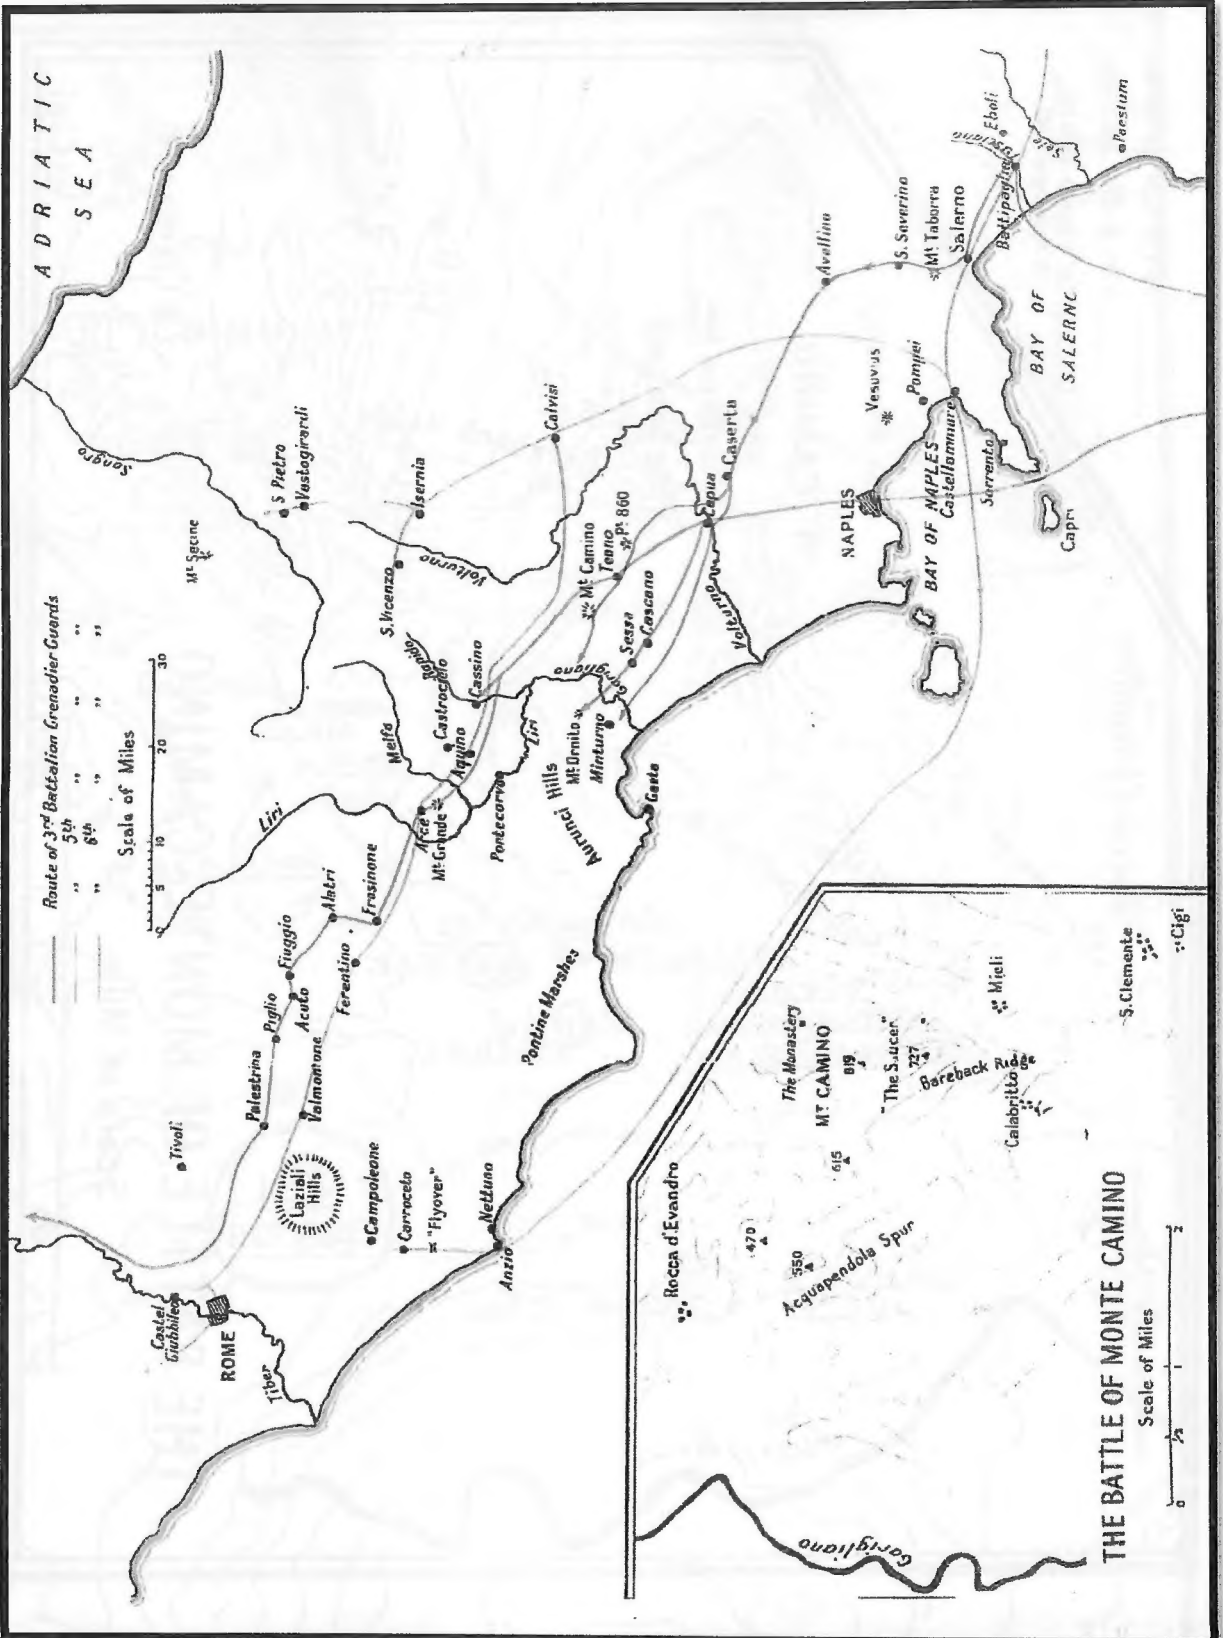 ADRIATIC
SEA
Route of 3rd Battalion Grenadier Guards
" 5th " " "
" 6th " " "
Scale of Miles
0 5 10 20 30
Sangro
Mt Secine
S Pietro
Vastogirardi
Isernia
S. Vicenzo
Volturno
Calvisi
Rapido
Cassino
Castrocielo
Aquino
Melfa
Liri
Arce
Mt Grande
Pontecorvo
Liri
Garigliano
Mt Camino
Teano
Pt 860
Sessa
Cascano
Mt Ornito
Minturno
Garigliano
Aurunci Hills
Gaeta
Capua
Caserta
Volturno
Avellino
S. Severino
Mt Taborra
Salerno
Battipaglia
Tusciano
Eboli
Sele
Paestum
BAY OF
SALERNO
Vesuvius
Pompei
Castellammare
Sorrento
Capri
NAPLES
BAY OF NAPLES
Tivoli
Palestrina
Piglio
Acuto
Fiuggio
Alatri
Frosinone
Ferentino
Valmontone
Laziali
Hills
Campoleone
Carroceto
"Flyover"
Nettuno
Anzio
Pontine Marshes
Castel
Giubbileo
ROME
Tiber
Rocca d'Evandro
The Monastery
MT CAMINO
819
"The Saucer"
727
Bareback Ridge
Mieli
Calabritto
S. Clemente
Cigi
615
470
550
Acquapendola Spur
Garigliano
THE BATTLE OF MONTE CAMINO
Scale of Miles
0 ½ 1 2